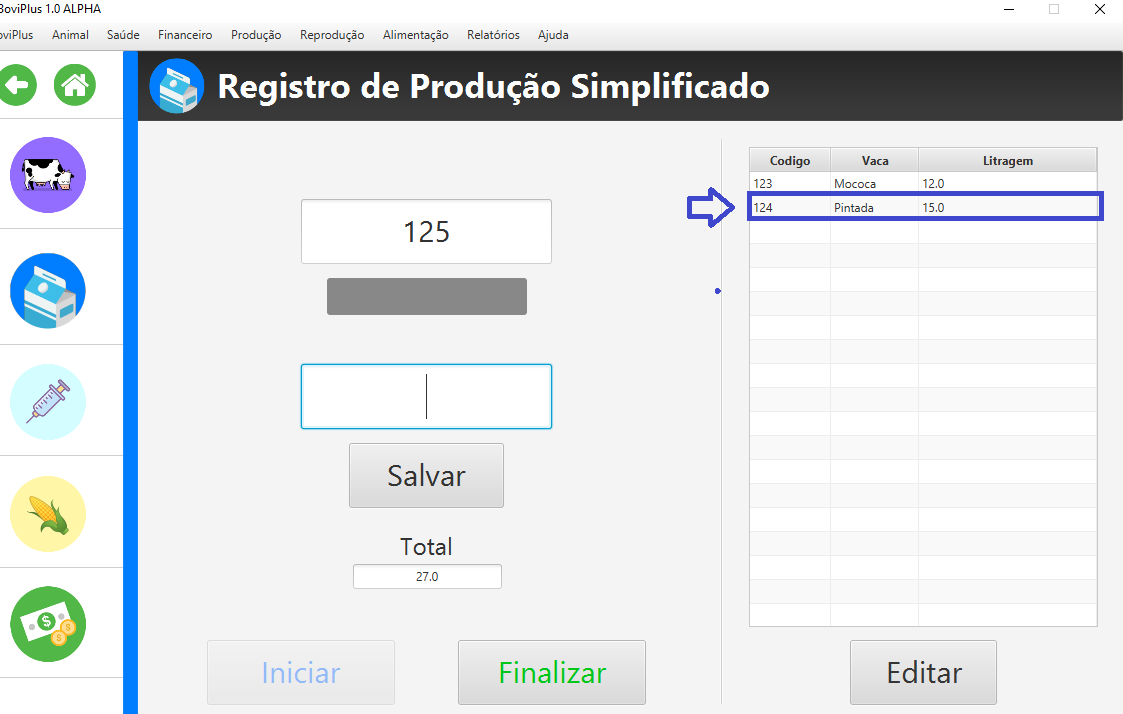 BoviPlus 1.0 ALPHA
oviPlus Animal Saúde Financeiro Produção Reprodução Alimentação Relatórios Ajuda
Registro de Produção Simplificado
125
Salvar
Total
27.0
Iniciar
Finalizar
Codigo Vaca Litragem
123 Mococa 12.0
124 Pintada 15.0
Editar